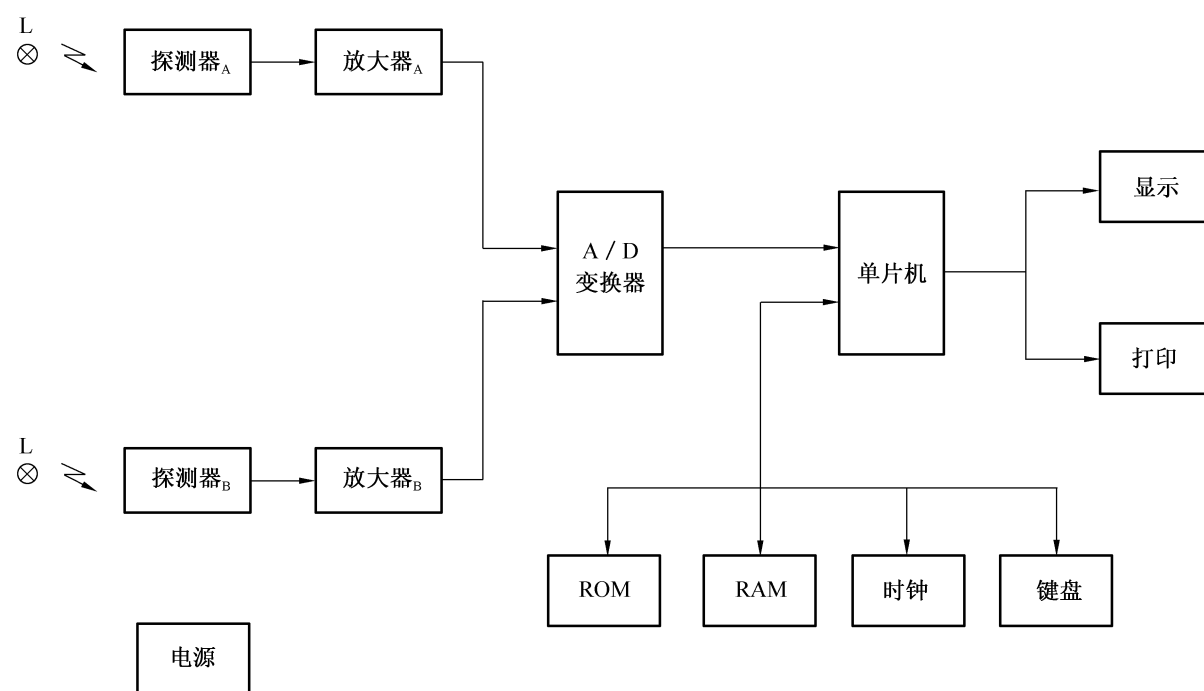 L
探测器A
放大器A
显示
A/D
变换器
单片机
打印
L
探测器B
放大器B
ROM
RAM
时钟
键盘
电源